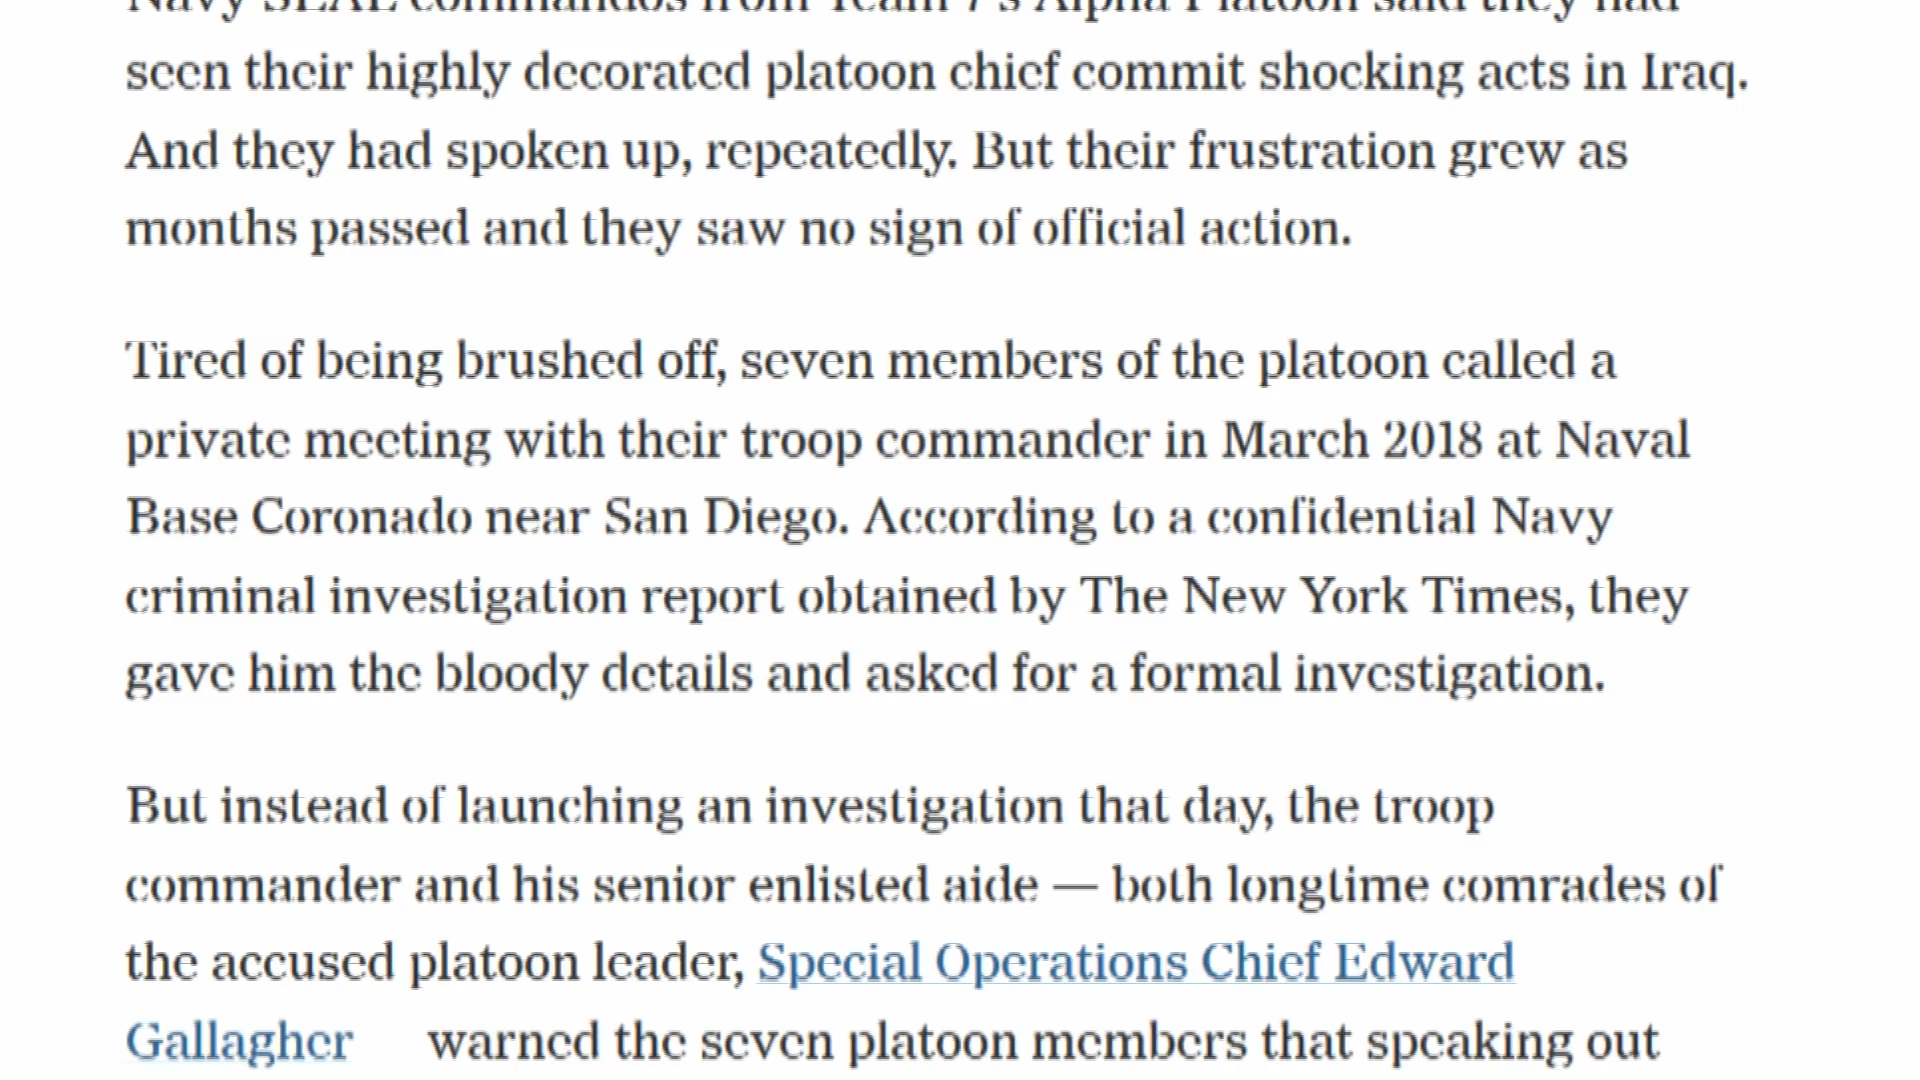 Navy SEAL commandos from Team 7's Alpha Platoon said they had
seen their highly decorated platoon chief commit shocking acts in Iraq.
And they had spoken up, repeatedly. But their frustration grew as
months passed and they saw no sign of official action.
Tired of being brushed off, seven members of the platoon called a
private meeting with their troop commander in March 2018 at Naval
Base Coronado near San Diego. According to a confidential Navy
criminal investigation report obtained by The New York Times, they
gave him the bloody details and asked for a formal investigation.
But instead of launching an investigation that day, the troop
commander and his senior enlisted aide — both longtime comrades of
the accused platoon leader, Special Operations Chief Edward
Gallagher warned the seven platoon members that speaking out